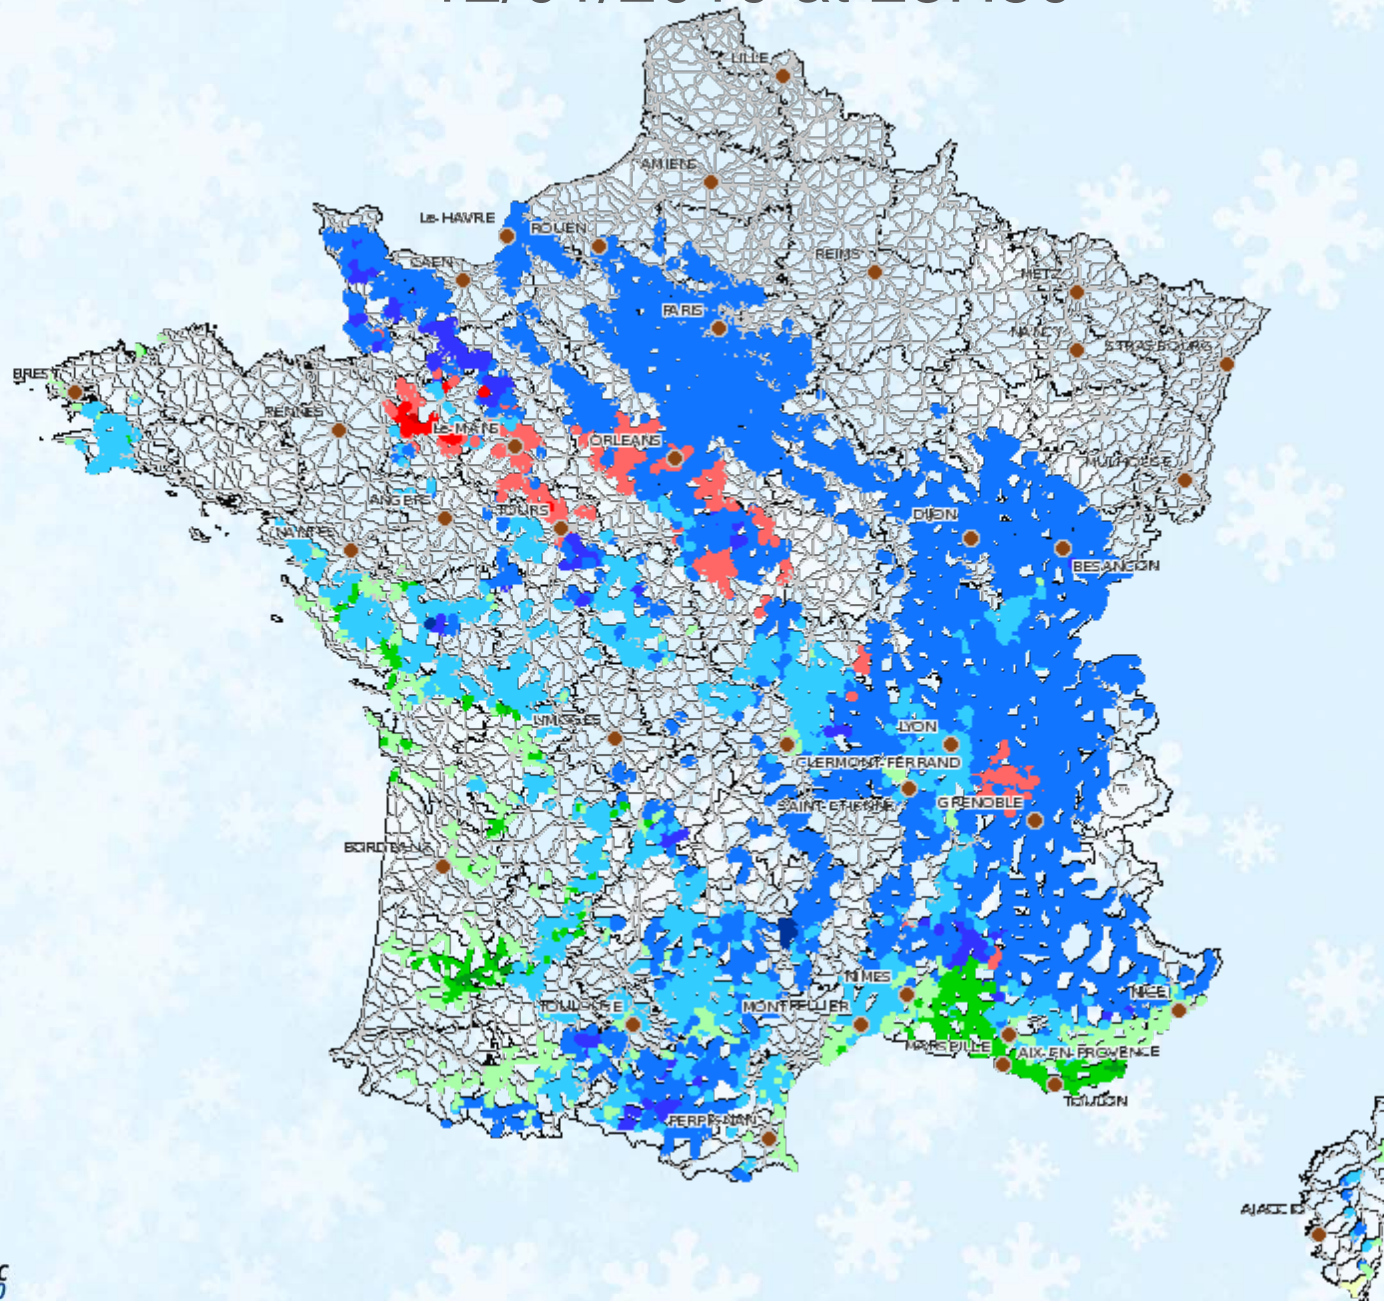 LILLE
AMIENS
Le-HAVRE
ROUEN
CAEN
REIMS
METZ
PARIS
NANCY
STRASBOURG
BREST
RENNES
Le-MANS
ORLEANS
MULHOUSE
ANGERS
TOURS
DIJON
NANTES
BESANCON
LIMOGES
LYON
CLERMONT-FERRAND
SAINT-ETIENNE
GRENOBLE
BORDEAUX
NIMES
NICE
TOULOUSE
MONTPELLIER
MARSEILLE
AIX-EN-PROVENCE
TOULON
PERPIGNAN
AJACCIO